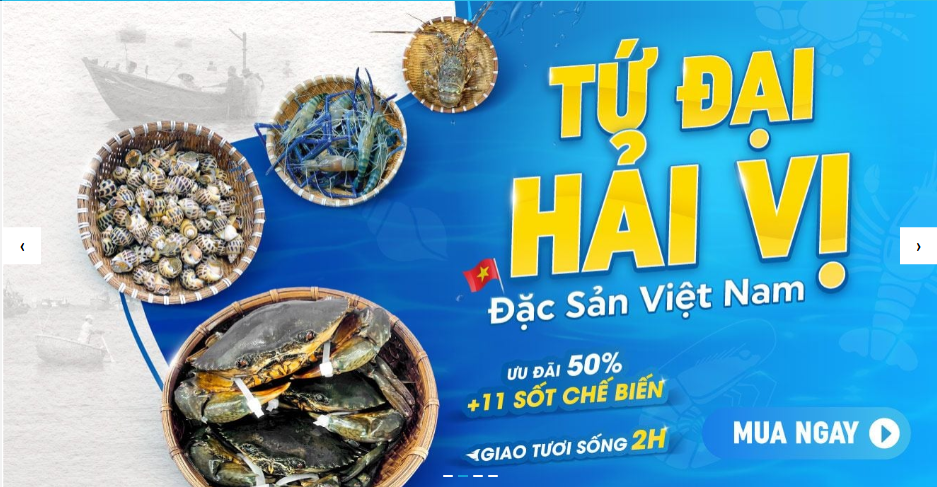 TỨ ĐẠI
HẢI VỊ
Đặc Sản Việt Nam
ƯU ĐÃI 50%
+11 SỐT CHẾ BIẾN
GIAO TƯƠI SỐNG 2H
MUA NGAY
‹
›